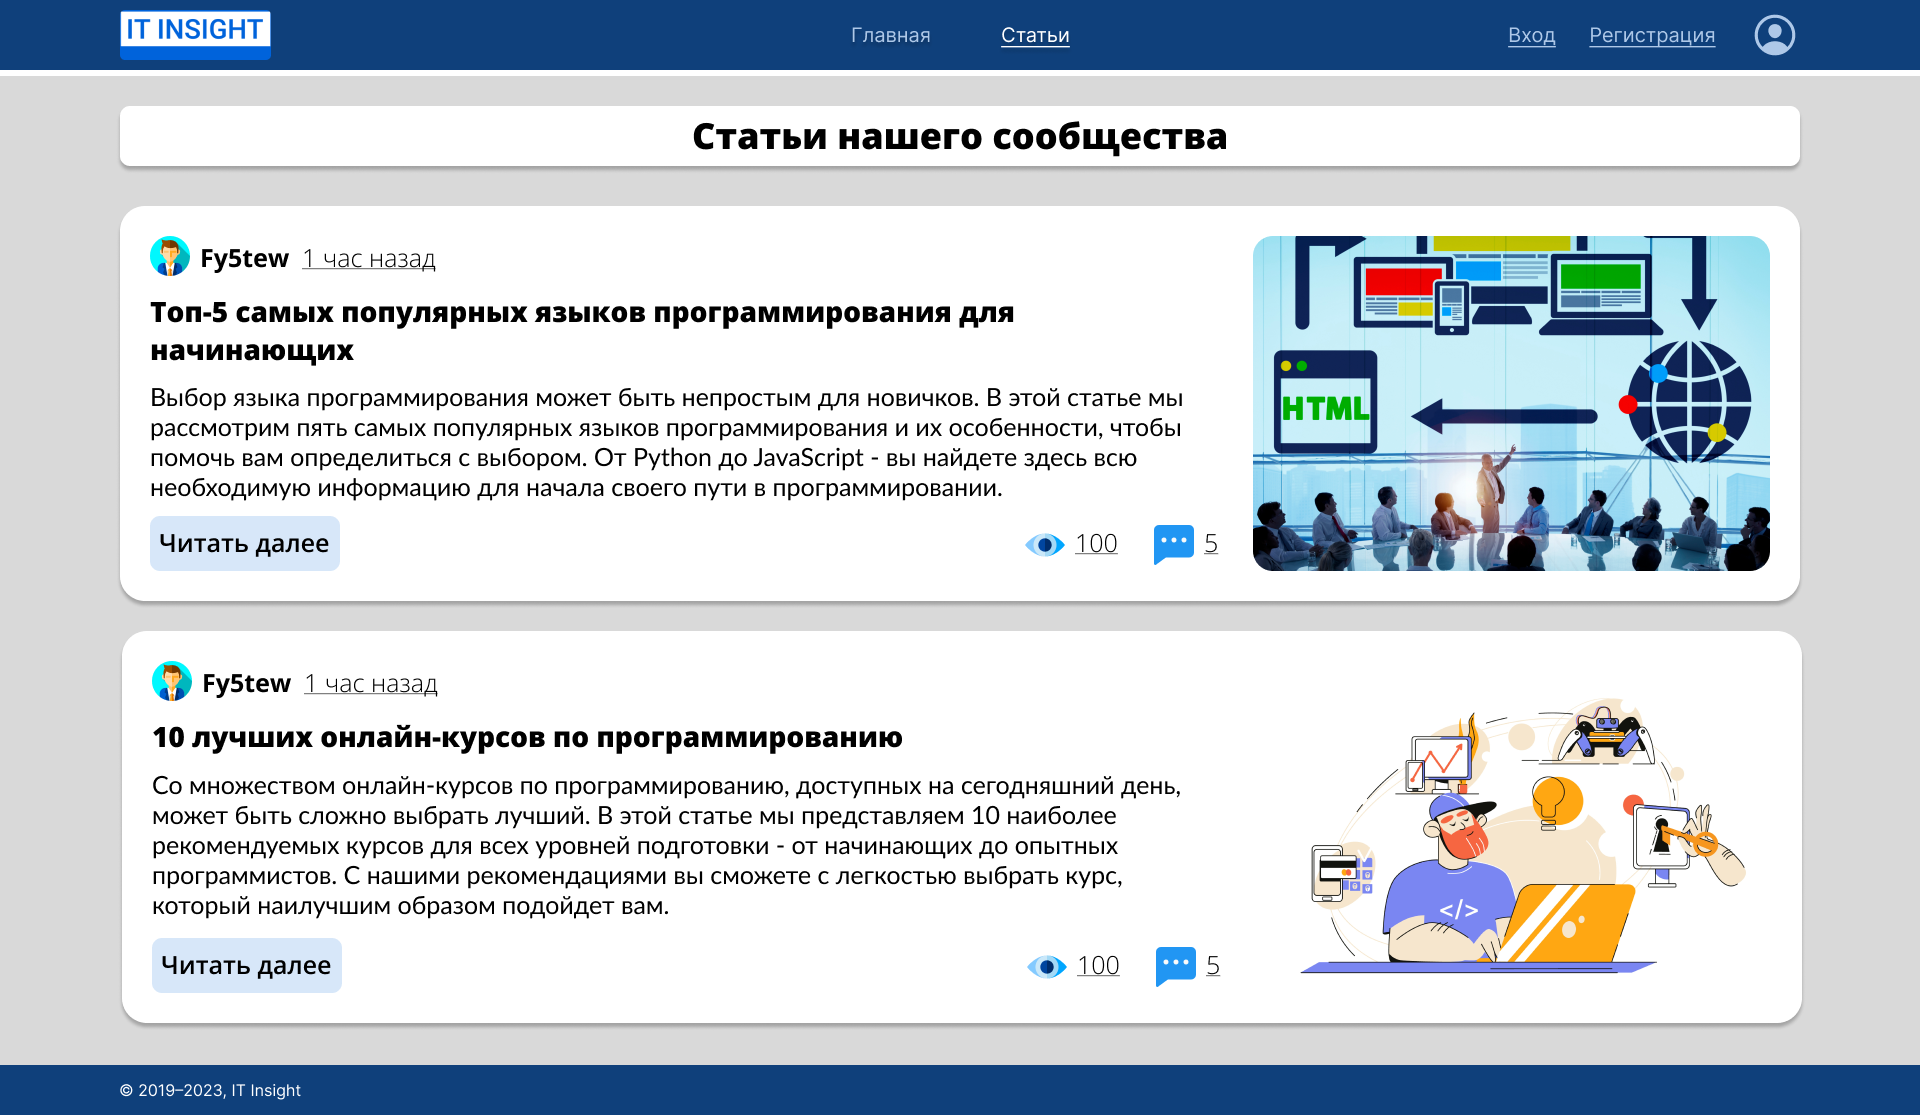 IT INSIGHT
Главная
Статьи
Вход
Регистрация
Статьи нашего сообщества
Fy5tew 1 час назад
Топ-5 самых популярных языков программирования для
начинающих
Выбор языка программирования может быть непростым для новичков. В этой статье мы
рассмотрим пять самых популярных языков программирования и их особенности, чтобы
помочь вам определиться с выбором. От Python до JavaScript - вы найдете здесь всю
необходимую информацию для начала своего пути в программировании.
Читать далее
100
5
HTML
Fy5tew 1 час назад
10 лучших онлайн-курсов по программированию
Со множеством онлайн-курсов по программированию, доступных на сегодняшний день,
может быть сложно выбрать лучший. В этой статье мы представляем 10 наиболее
рекомендуемых курсов для всех уровней подготовки - от начинающих до опытных
программистов. С нашими рекомендациями вы сможете с легкостью выбрать курс,
который наилучшим образом подойдет вам.
Читать далее
100
5
</>
© 2019–2023, IT Insight